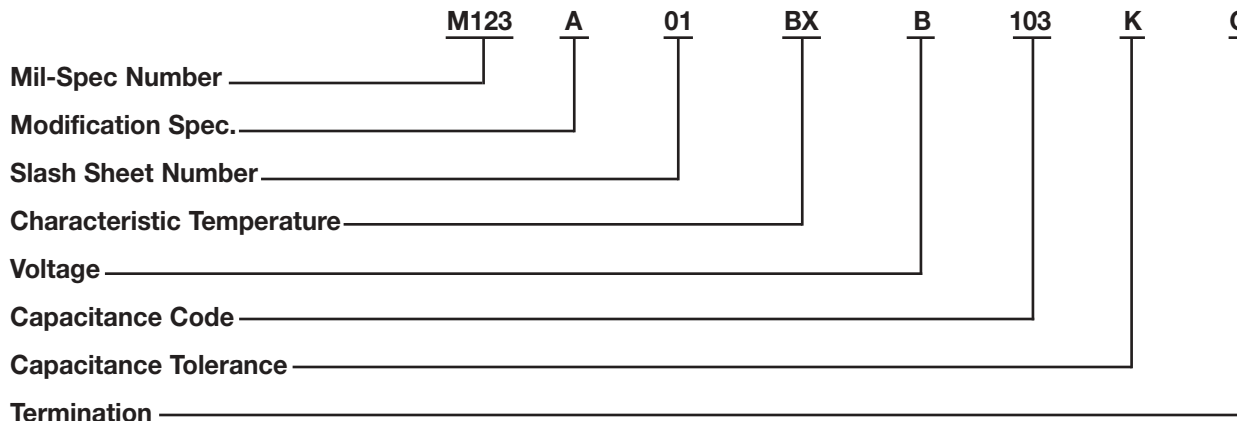 M123 A 01 BX B 103 K
Mil-Spec Number
Modification Spec.
Slash Sheet Number
Characteristic Temperature
Voltage
Capacitance Code
Capacitance Tolerance
Termination